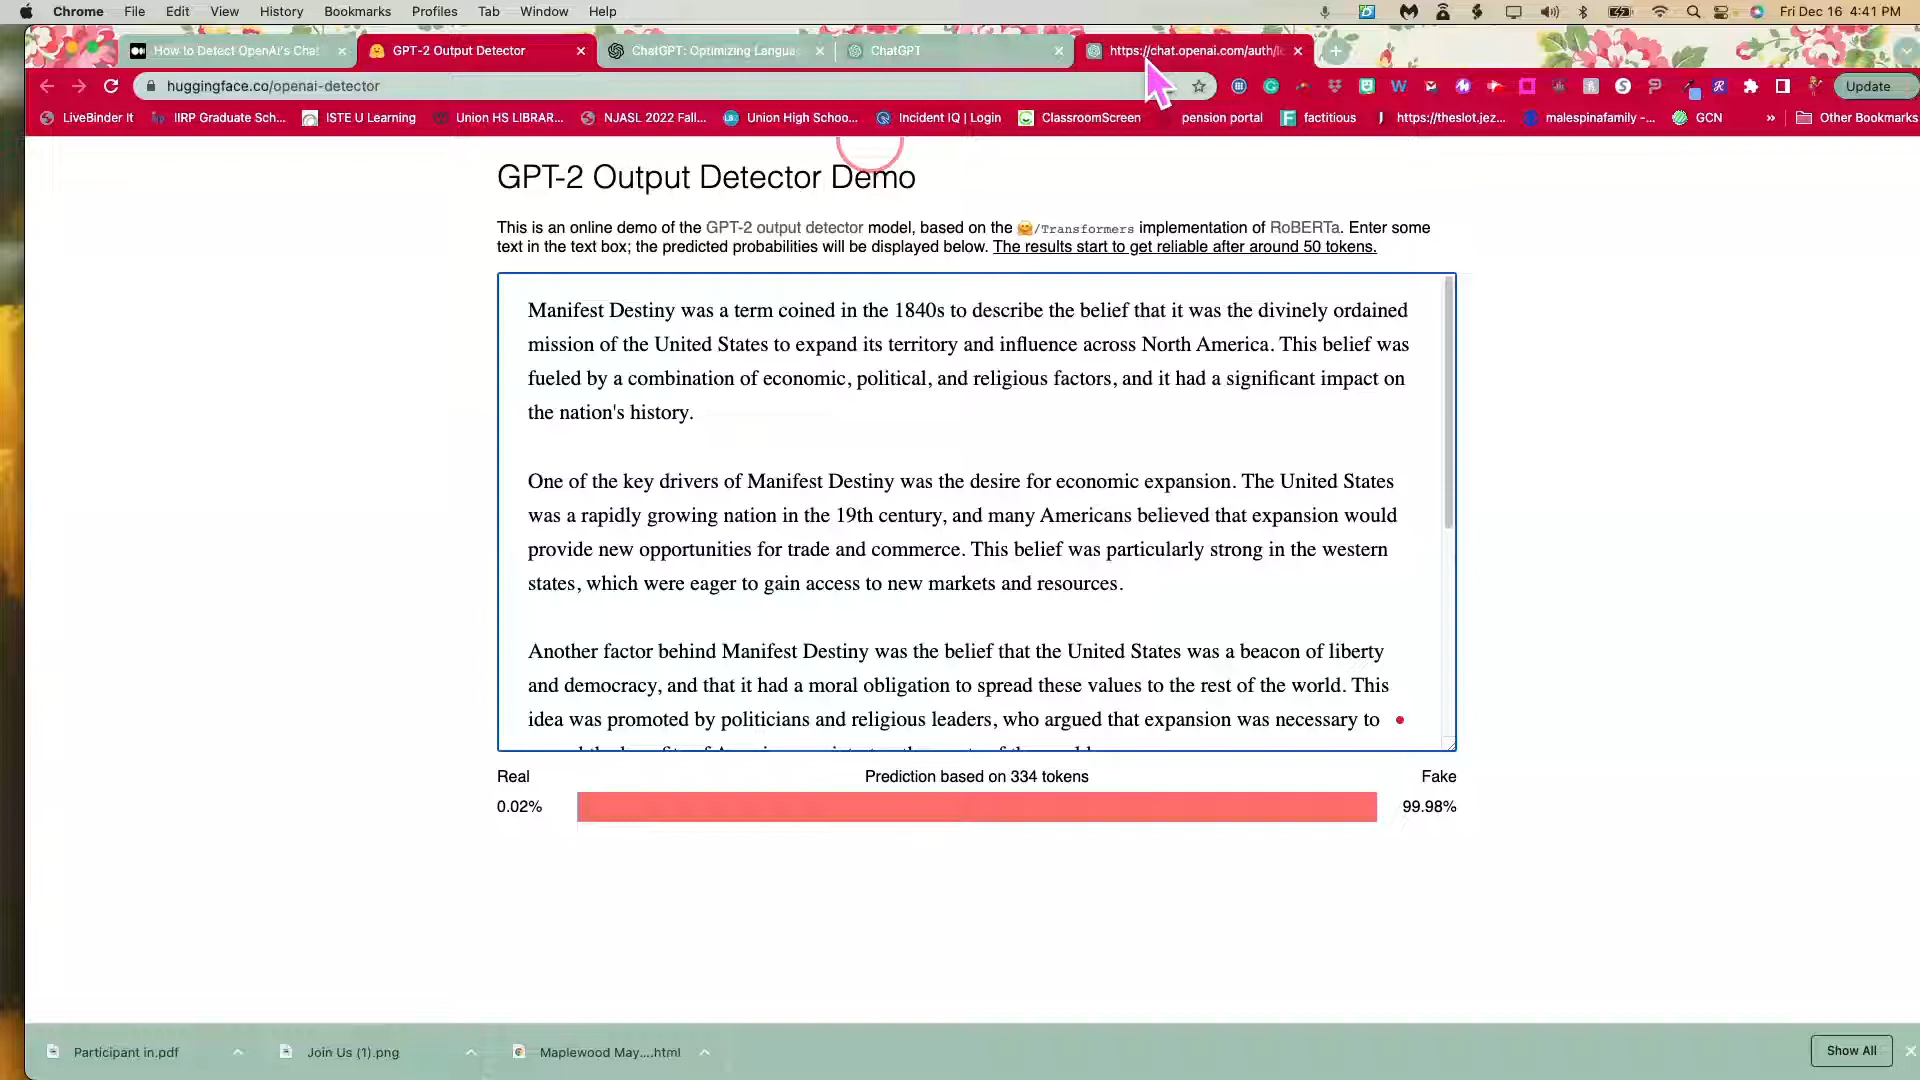 Chrome File Edit View History Bookmarks Profiles Tab Window Help Fri Dec 16 4:41 PM
How to Detect OpenAI's Cha GPT-2 Output Detector ChatGPT: Optimizing Langua ChatGPT https://chat.openai.com/auth/lo
huggingface.co/openai-detector Update
LiveBinder It IIRP Graduate Sch... ISTE U Learning Union HS LIBRAR... NJASL 2022 Fall... Union High Schoo... Incident IQ | Login ClassroomScreen pension portal factitious https://theslot.jez... malespinafamily -... GCN » Other Bookmarks
GPT-2 Output Detector Demo
This is an online demo of the GPT-2 output detector model, based on the 🤗/Transformers implementation of RoBERTa. Enter some
text in the text box; the predicted probabilities will be displayed below. The results start to get reliable after around 50 tokens.
Manifest Destiny was a term coined in the 1840s to describe the belief that it was the divinely ordained
mission of the United States to expand its territory and influence across North America. This belief was
fueled by a combination of economic, political, and religious factors, and it had a significant impact on
the nation's history.
One of the key drivers of Manifest Destiny was the desire for economic expansion. The United States
was a rapidly growing nation in the 19th century, and many Americans believed that expansion would
provide new opportunities for trade and commerce. This belief was particularly strong in the western
states, which were eager to gain access to new markets and resources.
Another factor behind Manifest Destiny was the belief that the United States was a beacon of liberty
and democracy, and that it had a moral obligation to spread these values to the rest of the world. This
idea was promoted by politicians and religious leaders, who argued that expansion was necessary to
Real Prediction based on 334 tokens Fake
0.02% 99.98%
Participant in.pdf Join Us (1).png Maplewood May....html Show All